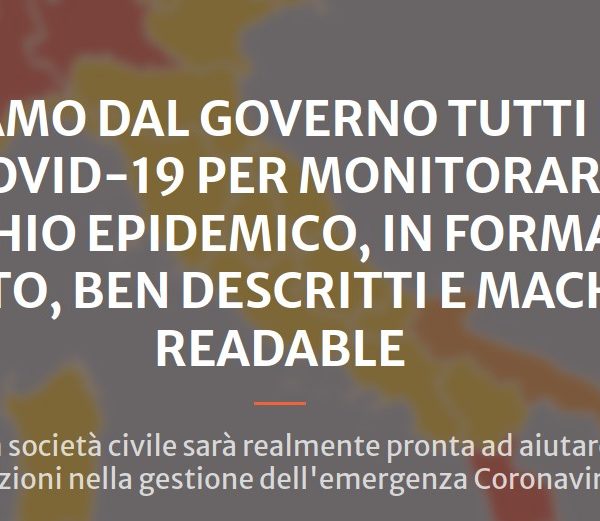 AMO DAL GOVERNO TUTTI
OVID-19 PER MONITORAR
HIO EPIDEMICO, IN FORMA
TO, BEN DESCRITTI E MACH
READABLE
società civile sarà realmente pronta ad aiutare
zioni nella gestione dell'emergenza Coronavir